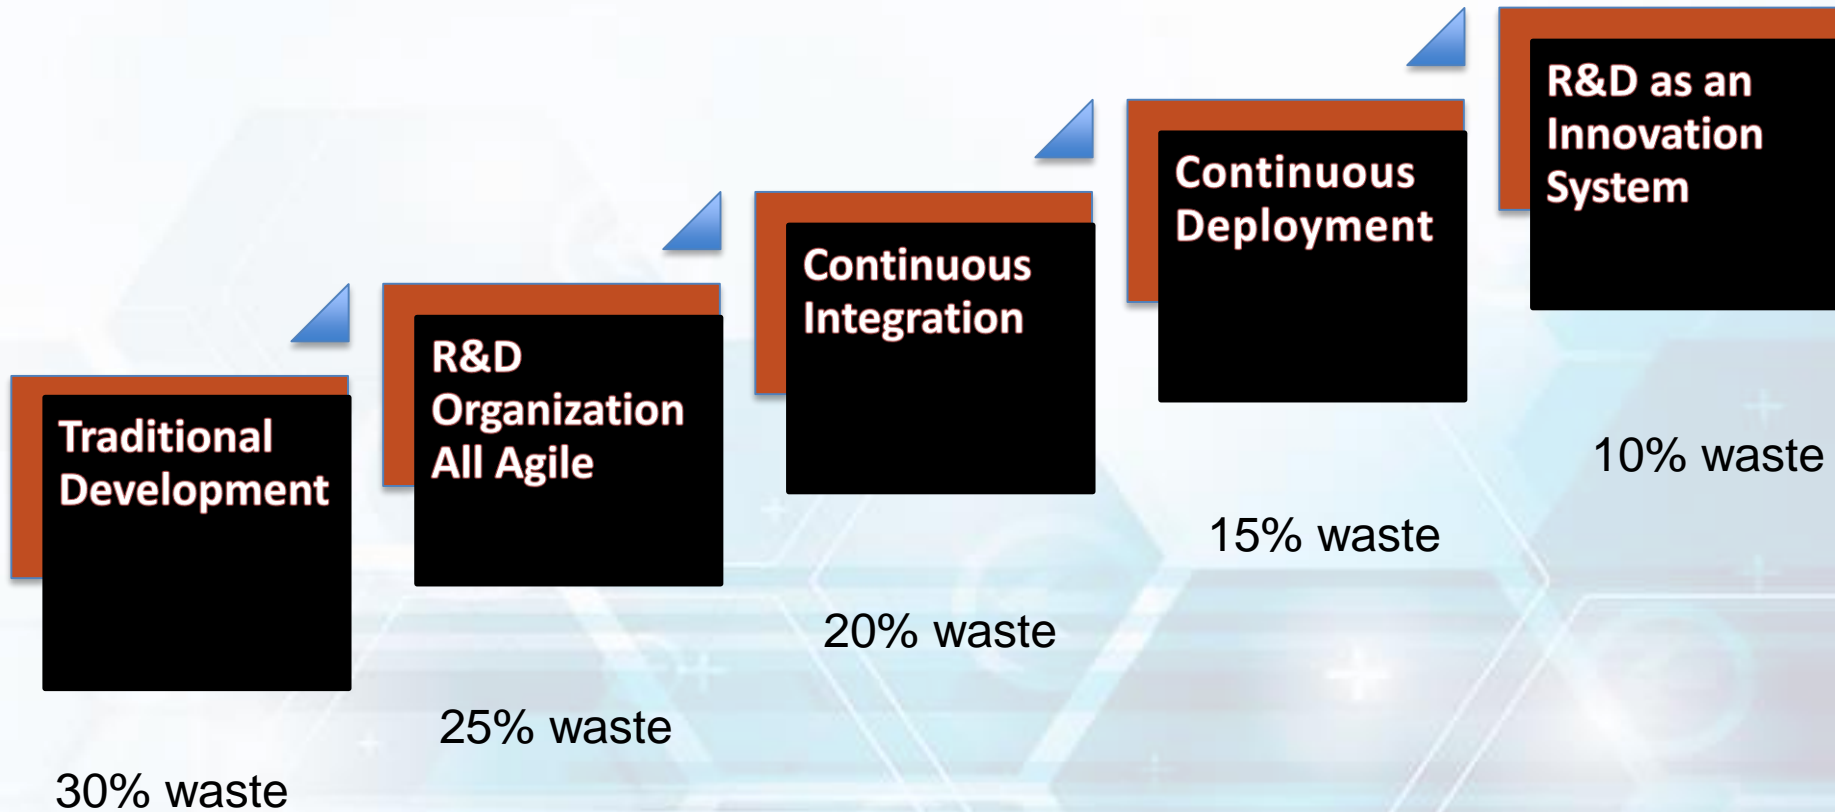 Traditional
Development
30% waste
R&D
Organization
All Agile
25% waste
Continuous
Integration
20% waste
Continuous
Deployment
15% waste
R&D as an
Innovation
System
10% waste